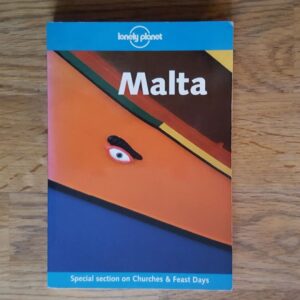 lonely planet
Malta
Special section on Churches & Feast Days